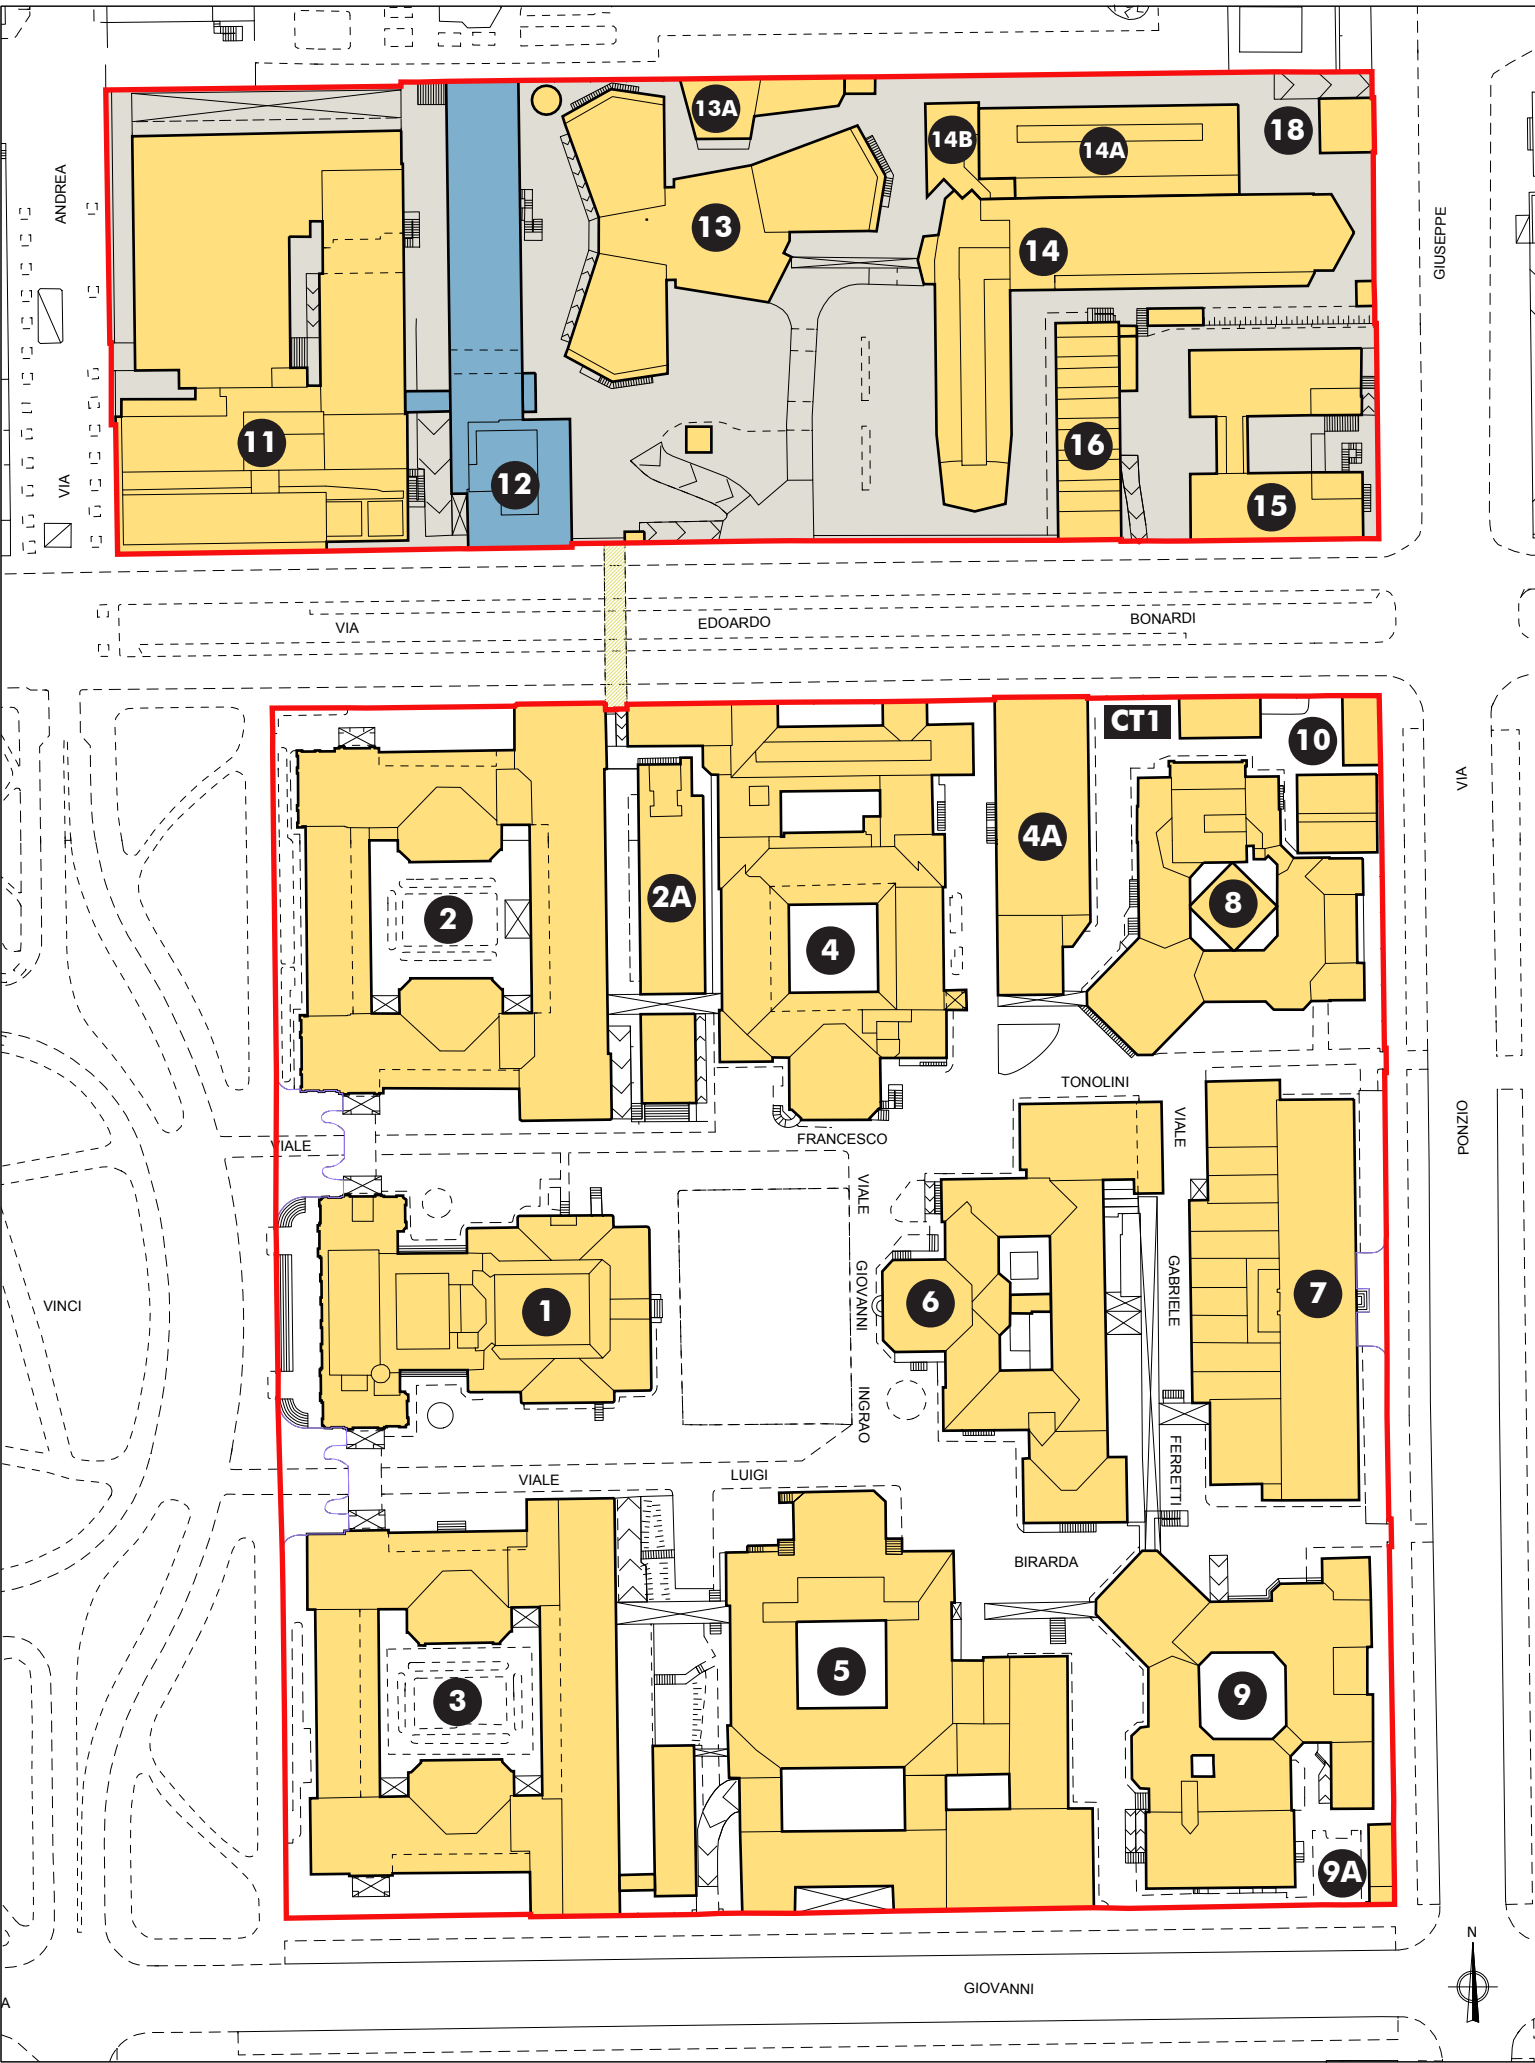 13A
14B
14A
18
ANDREA
13
14
GIUSEPPE
11
16
12
VIA
15
VIA
EDOARDO
BONARDI
CT1
10
VIA
4A
2A
8
2
4
TONOLINI
FRANCESCO
VIALE
VIALE
PONZIO
VIALE
GIOVANNI
GABRIELE
7
VINCI
1
6
INGRAO
FERRETTI
VIALE
LUIGI
BIRARDA
5
9
3
9A
N
GIOVANNI
A